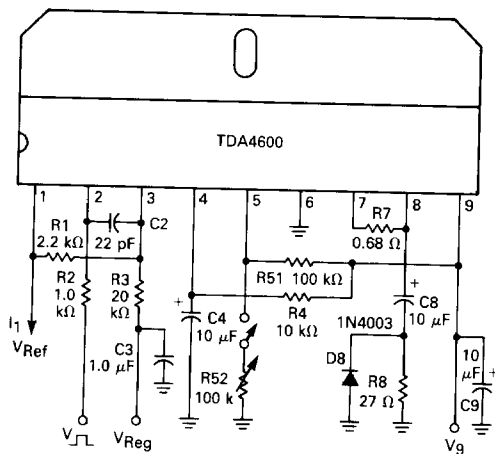 TDA4600
1 2 3 4 5 6 7 8 9
R1
2.2 kΩ
C2
22 pF
R2
1.0
kΩ
R3
20
kΩ
I1
VRef
C3
1.0 μF
V
VReg
+
C4
10 μF
R51 100 kΩ
R4
10 kΩ
R52
100 k
R7
0.68 Ω
+
C8
10 μF
1N4003
D8
R8
27 Ω
10
μF
+
C9
V9